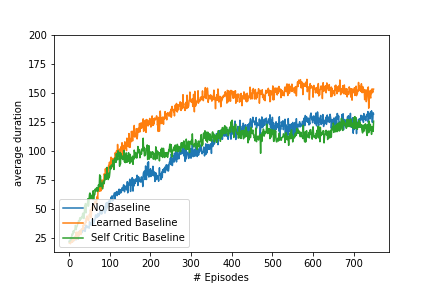 200
175
150
125
100
75
50
25
average duration
No Baseline
Learned Baseline
Self Critic Baseline
0 100 200 300 400 500 600 700
# Episodes